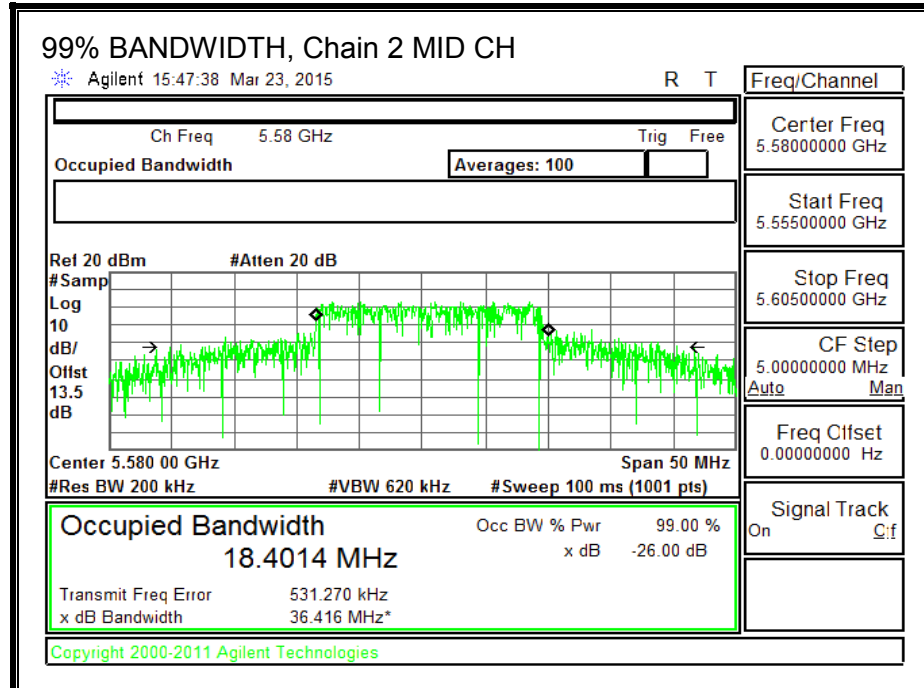 99% BANDWIDTH, Chain 2 MID CH
Agilent 15:47:38 Mar 23, 2015 R T
Freq/Channel
Ch Freq 5.58 GHz Trig Free
Occupied Bandwidth Averages: 100
Center Freq
5.58000000 GHz
Start Freq
5.55500000 GHz
Stop Freq
5.60500000 GHz
CF Step
5.00000000 MHz
Auto Man
Freq Offset
0.00000000 Hz
Signal Track
On Off
Ref 20 dBm #Atten 20 dB
#Samp
Log
10
dB/
Offst
13.5
dB
Center 5.580 00 GHz Span 50 MHz
#Res BW 200 kHz #VBW 620 kHz #Sweep 100 ms (1001 pts)
Occupied Bandwidth
18.4014 MHz
Occ BW % Pwr 99.00 %
x dB -26.00 dB
Transmit Freq Error 531.270 kHz
x dB Bandwidth 36.416 MHz*
Copyright 2000-2011 Agilent Technologies